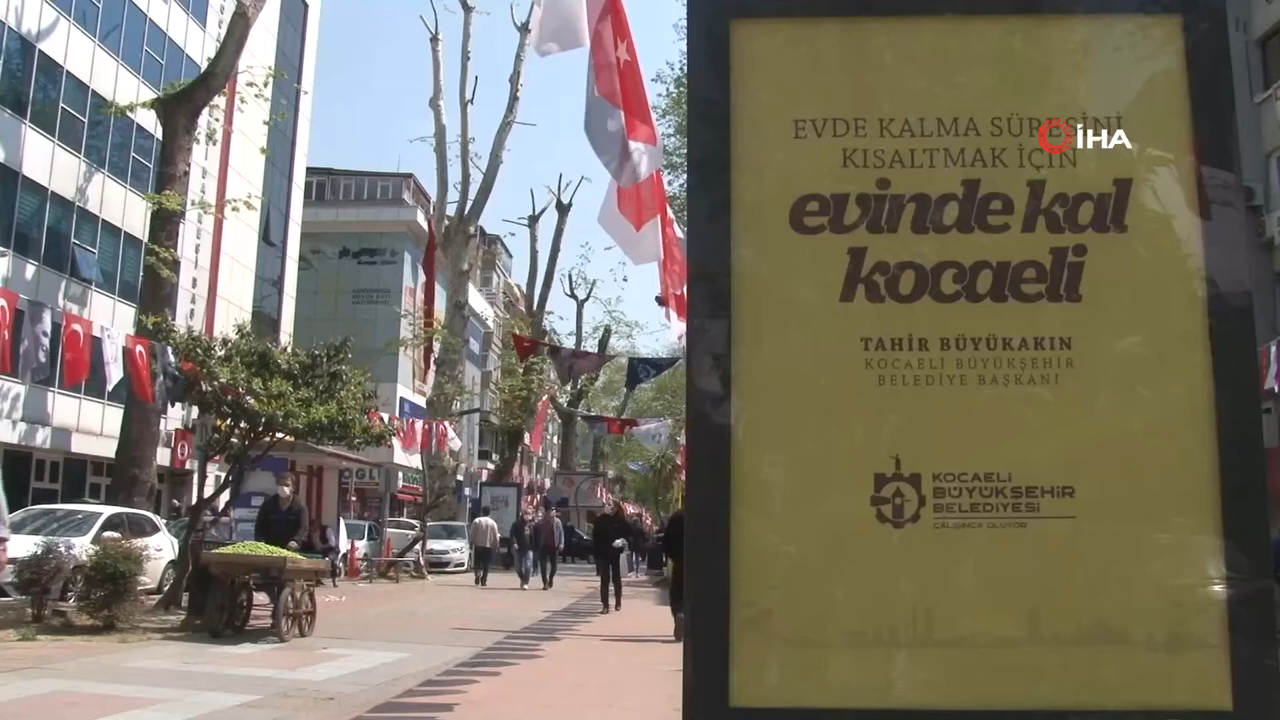 iHA
EVDE KALMA SÜRESİNİ
KISALTMAK İÇİN
evinde kal
kocaeli
TAHİR BÜYÜKAKIN
KOCAELİ BÜYÜKŞEHİR
BELEDİYE BAŞKANI
KOCAELİ
BÜYÜKŞEHİR
BELEDİYESİ
ÇALIŞINCA OLUYOR